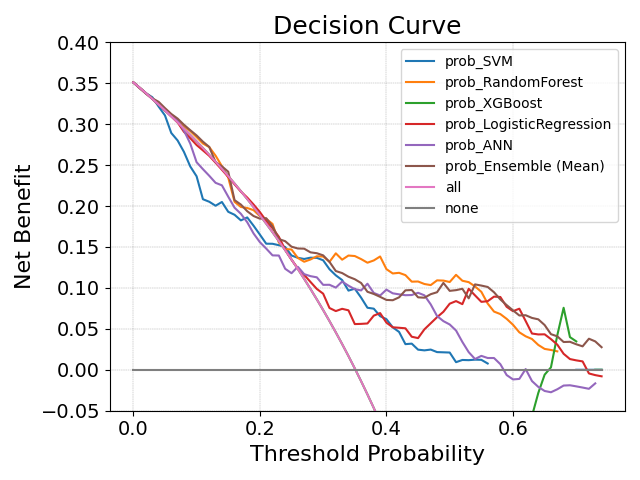 Decision Curve
0.40
0.35
0.30
0.25
0.20
0.15
0.10
0.05
0.00
−0.05
Net Benefit
prob_SVM
prob_RandomForest
prob_XGBoost
prob_LogisticRegression
prob_ANN
prob_Ensemble (Mean)
all
none
0.0 0.2 0.4 0.6
Threshold Probability